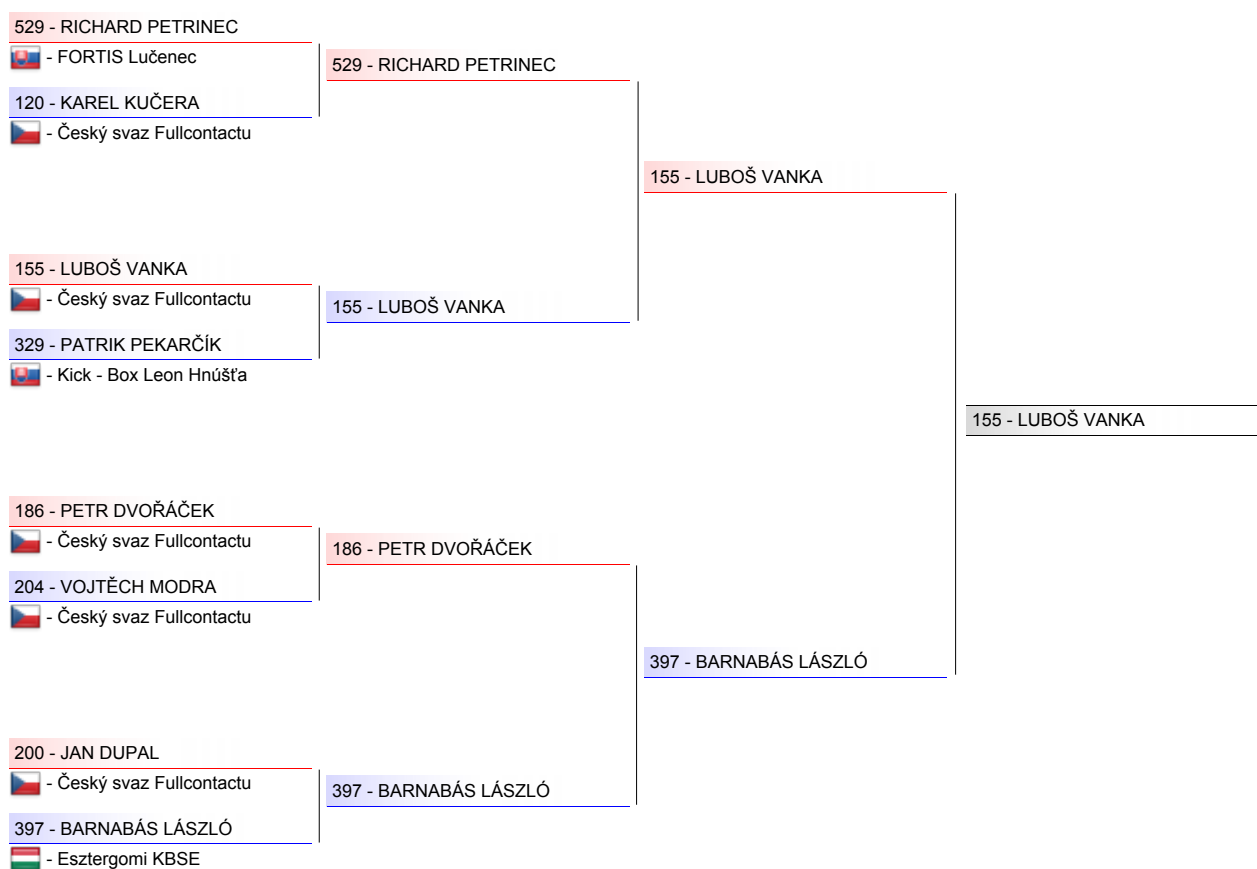 529 - RICHARD PETRINEC
- FORTIS Lučenec
120 - KAREL KUČERA
- Český svaz Fullcontactu
155 - LUBOŠ VANKA
- Český svaz Fullcontactu
329 - PATRIK PEKARČÍK
- Kick - Box Leon Hnúšťa
186 - PETR DVOŘÁČEK
- Český svaz Fullcontactu
204 - VOJTĚCH MODRA
- Český svaz Fullcontactu
200 - JAN DUPAL
- Český svaz Fullcontactu
397 - BARNABÁS LÁSZLÓ
- Esztergomi KBSE
529 - RICHARD PETRINEC
155 - LUBOŠ VANKA
186 - PETR DVOŘÁČEK
397 - BARNABÁS LÁSZLÓ
155 - LUBOŠ VANKA
397 - BARNABÁS LÁSZLÓ
155 - LUBOŠ VANKA